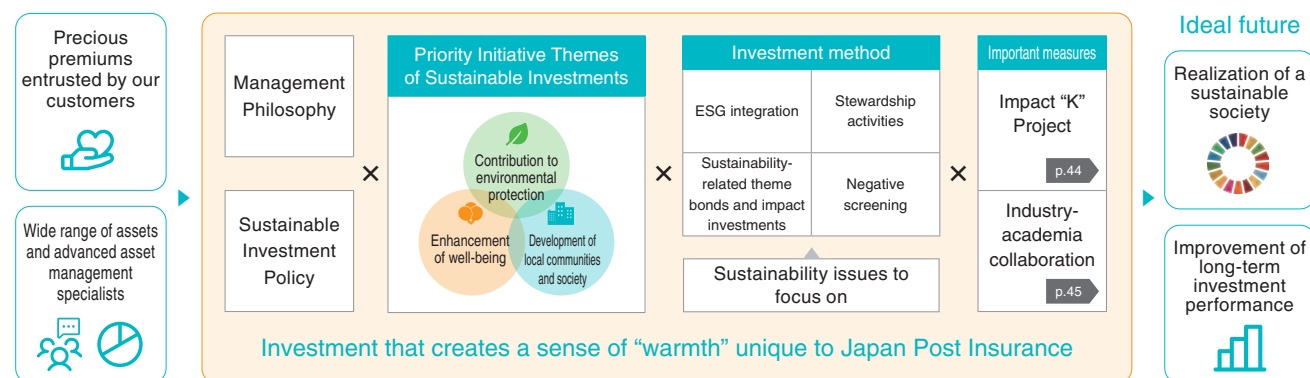 Precious
premiums
entrusted by our
customers
Wide range of assets
and advanced asset
management
specialists
Management
Philosophy
Sustainable
Investment
Policy
×
Priority Initiative Themes
of Sustainable Investments
Contribution to
environmental
protection
Enhancement
of well-being
Development of
local communities
and society
×
Investment method
ESG integration
Stewardship
activities
Sustainability-
related theme
bonds and impact
investments
Negative
screening
Sustainability issues to
focus on
×
Important measures
Impact “K”
Project
p.44
Industry-
academia
collaboration
p.45
Investment that creates a sense of “warmth” unique to Japan Post Insurance
Ideal future
Realization of a
sustainable
society
Improvement of
long-term
investment
performance